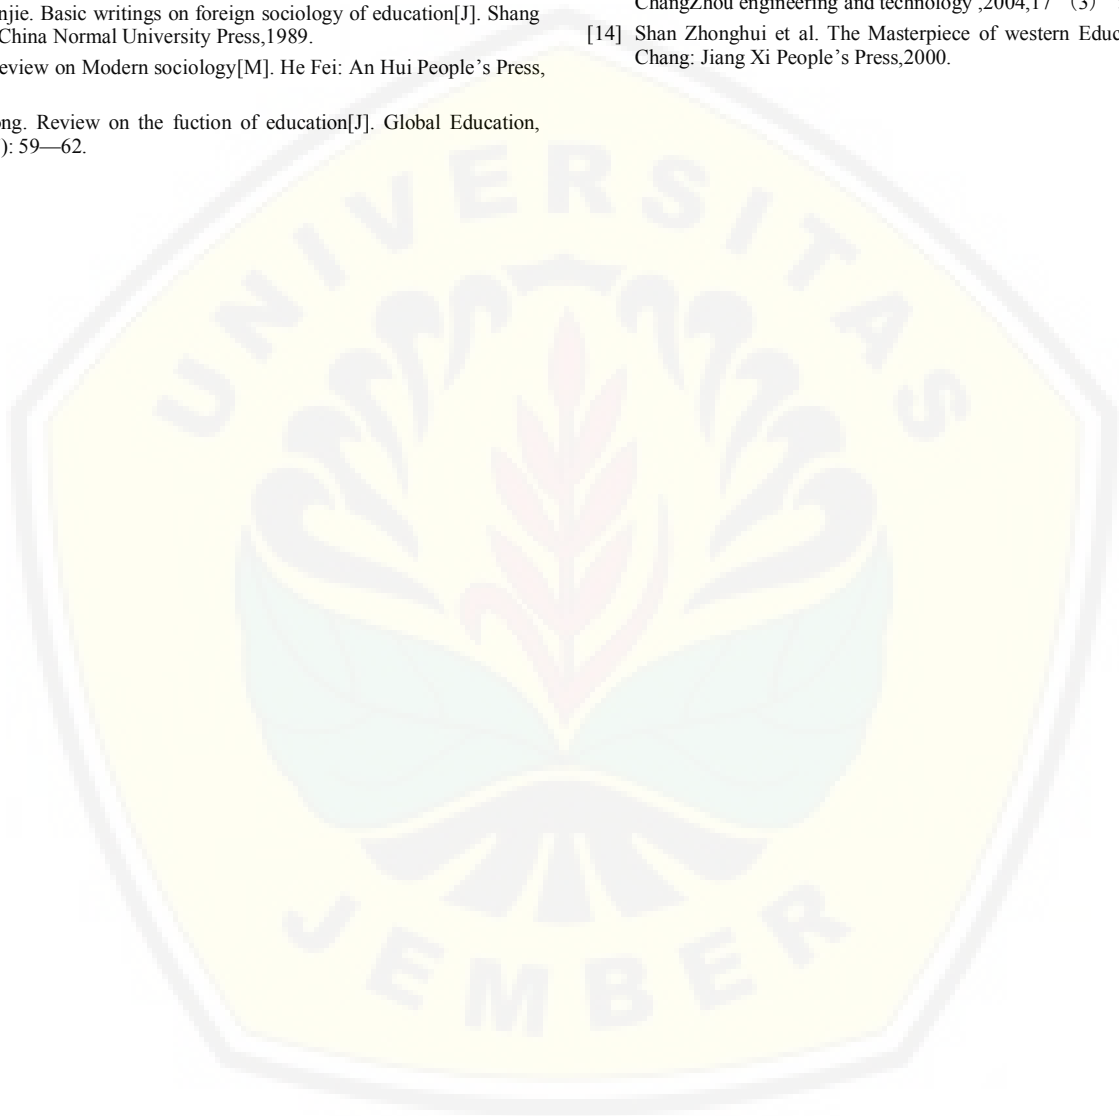 njie. Basic writings on foreign sociology of education[J]. Shang
China Normal University Press,1989.
eview on Modern sociology[M]. He Fei: An Hui People's Press,
ong. Review on the fuction of education[J]. Global Education,
): 59—62.
ChangZhou engineering and technology ,2004,17 （3）
[14] Shan Zhonghui et al. The Masterpiece of western Educ
Chang: Jiang Xi People's Press,2000.
UNIVERSITAS
JEMBER